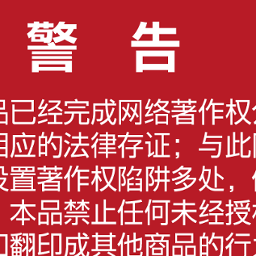 警 告
品已经完成网络著作权
相应的法律存证；与此
设置著作权陷阱多处，
本品禁止任何未经授权
和翻印成其他商品的行